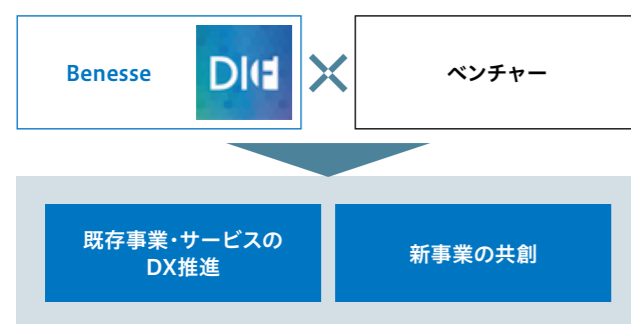 Benesse
DIF
ベンチャー
既存事業・サービスの
DX推進
新事業の共創